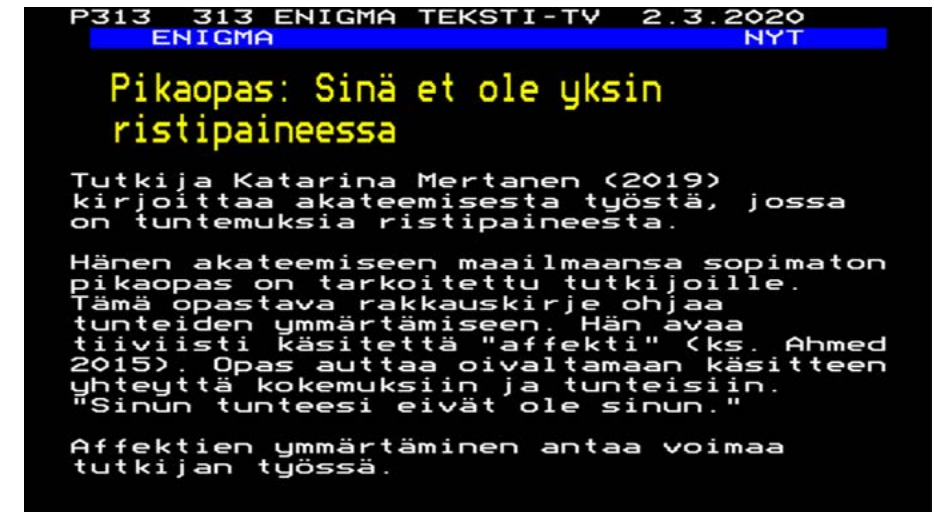 P313 313 ENIGMA TEKSTI-TV 2.3.2020
ENIGMA NYT
Pikaopas: Sinä et ole yksin
ristipaineessa
Tutkija Katarina Mertanen (2019)
kirjoittaa akateemisesta työstä, jossa
on tuntemuksia ristipaineesta.
Hänen akateemiseen maailmaansa sopimaton
pikaopas on tarkoitettu tutkijoille.
Tämä opastava rakkauskirje ohjaa
tunteiden ymmärtämiseen. Hän avaa
tiiviisti käsitettä "affekti" (ks. Ahmed
2015). Opas auttaa oivaltamaan käsitteen
yhteyttä kokemuksiin ja tunteisiin.
"Sinun tunteesi eivät ole sinun."
Affektien ymmärtäminen antaa voimaa
tutkijan työssä.